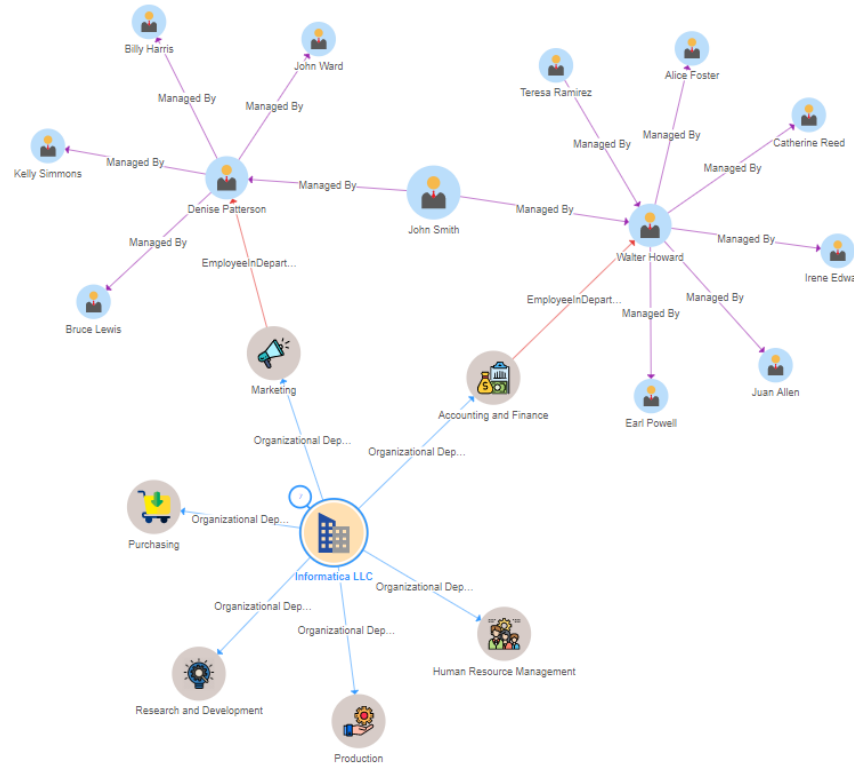 Billy Harris
John Ward
Managed By
Managed By
Kelly Simmons
Managed By
Denise Patterson
Managed By
Bruce Lewis
Managed By
John Smith
Managed By
Teresa Ramirez
Alice Foster
Catherine Reed
Managed By
Managed By
Managed By
Walter Howard
Managed By
Irene Edwa
Managed By
Managed By
Juan Allen
Earl Powell
EmployeeInDepart...
EmployeeInDepart...
Marketing
Accounting and Finance
Organizational Dep...
Organizational Dep...
Purchasing
Organizational Dep...
Informatica LLC
Organizational Dep...
Organizational Dep...
Organizational Dep...
Human Resource Management
Research and Development
Production